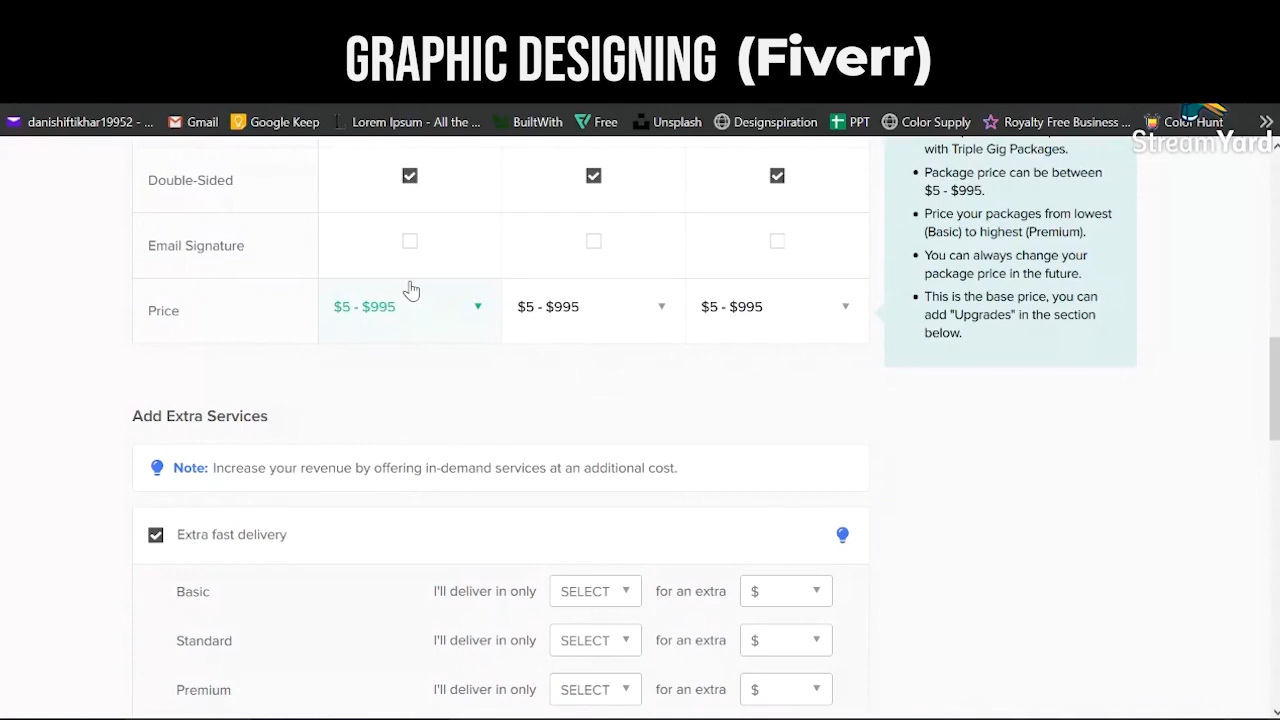 GRAPHIC DESIGNING (Fiverr)
danishiftikhar19952 - ... Gmail Google Keep Lorem Ipsum - All the ... BuiltWith Free Unsplash Designspiration PPT Color Supply Royalty Free Business ... Color Hunt »
StreamYard
with Triple Gig Packages.
Double-Sided
• Package price can be between
$5 - $995.
• Price your packages from lowest
(Basic) to highest (Premium).
Email Signature
• You can always change your
package price in the future.
• This is the base price, you can
add "Upgrades" in the section
below.
Price $5 - $995 $5 - $995 $5 - $995
Add Extra Services
Note: Increase your revenue by offering in-demand services at an additional cost.
Extra fast delivery
Basic I'll deliver in only SELECT for an extra $
Standard I'll deliver in only SELECT for an extra $
Premium I'll deliver in only SELECT for an extra $